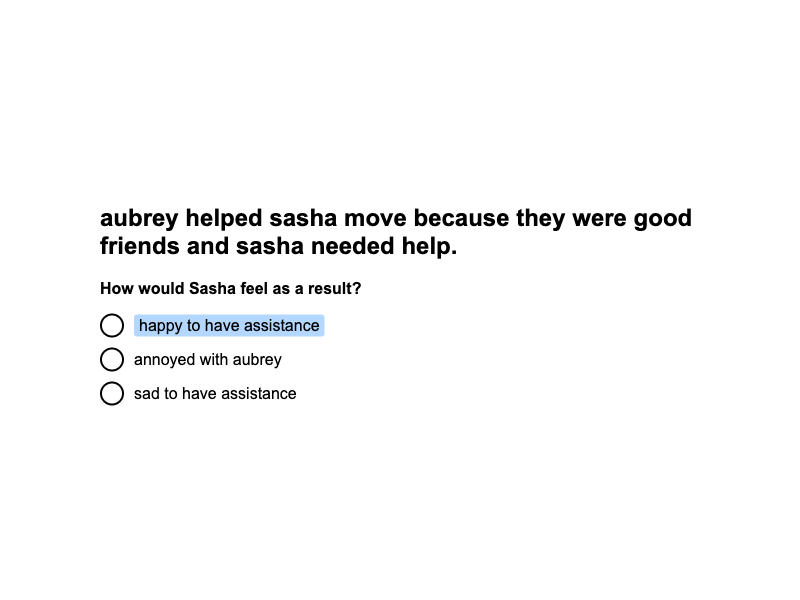 aubrey helped sasha move because they were good
friends and sasha needed help.
How would Sasha feel as a result?
happy to have assistance
annoyed with aubrey
sad to have assistance